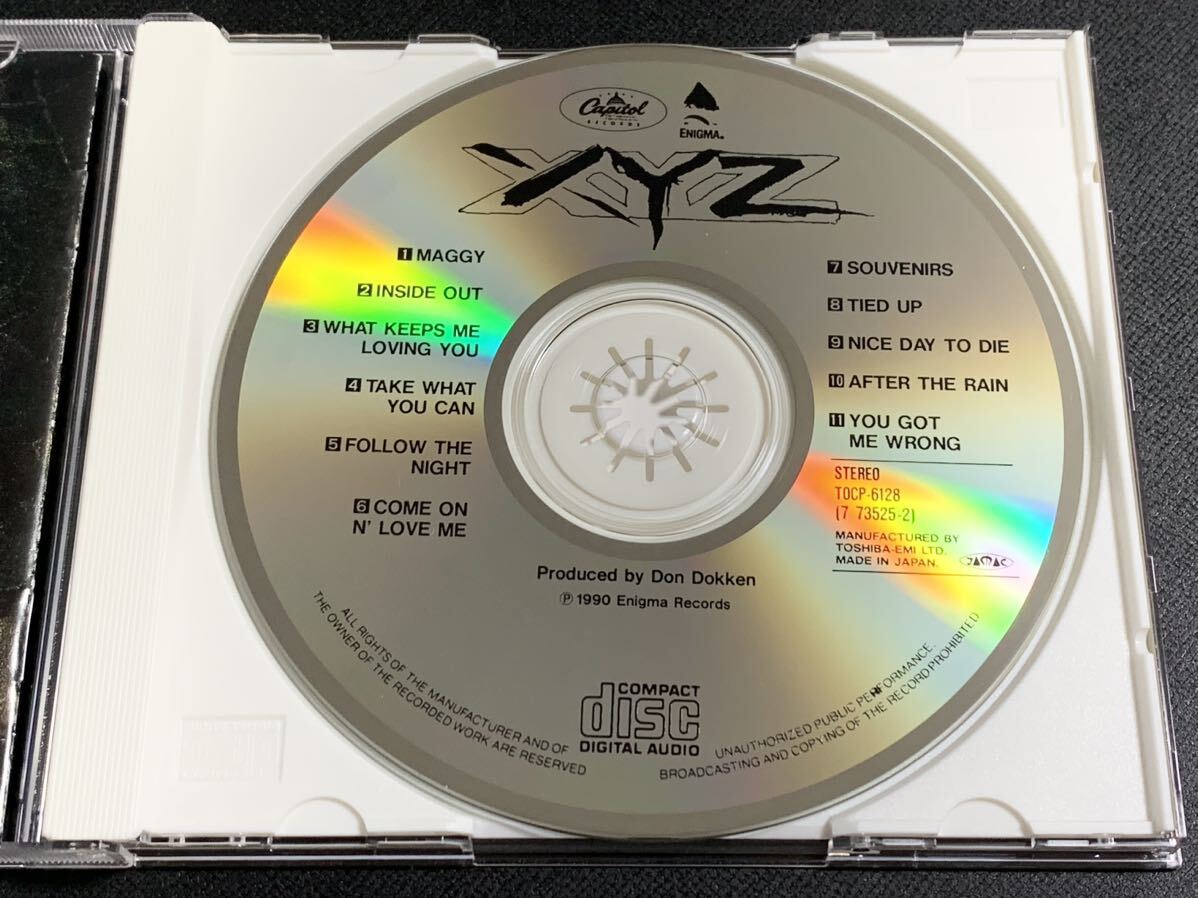 Capitol
RECORDS
ENIGMA®
XYZ
1 MAGGY
2 INSIDE OUT
3 WHAT KEEPS ME
LOVING YOU
4 TAKE WHAT
YOU CAN
5 FOLLOW THE
NIGHT
6 COME ON
N' LOVE ME
7 SOUVENIRS
8 TIED UP
9 NICE DAY TO DIE
10 AFTER THE RAIN
11 YOU GOT
ME WRONG
STEREO
TOCP-6128
(7 73525-2)
MANUFACTURED BY
TOSHIBA-EMI LTD.
MADE IN JAPAN.
JASRAC
Produced by Don Dokken
℗ 1990 Enigma Records
ALL RIGHTS OF THE MANUFACTURER AND OF
THE OWNER OF THE RECORDED WORK ARE RESERVED
COMPACT
disc
DIGITAL AUDIO
UNAUTHORIZED PUBLIC PERFORMANCE.
BROADCASTING AND COPYING OF THE RECORD PROHIBITED